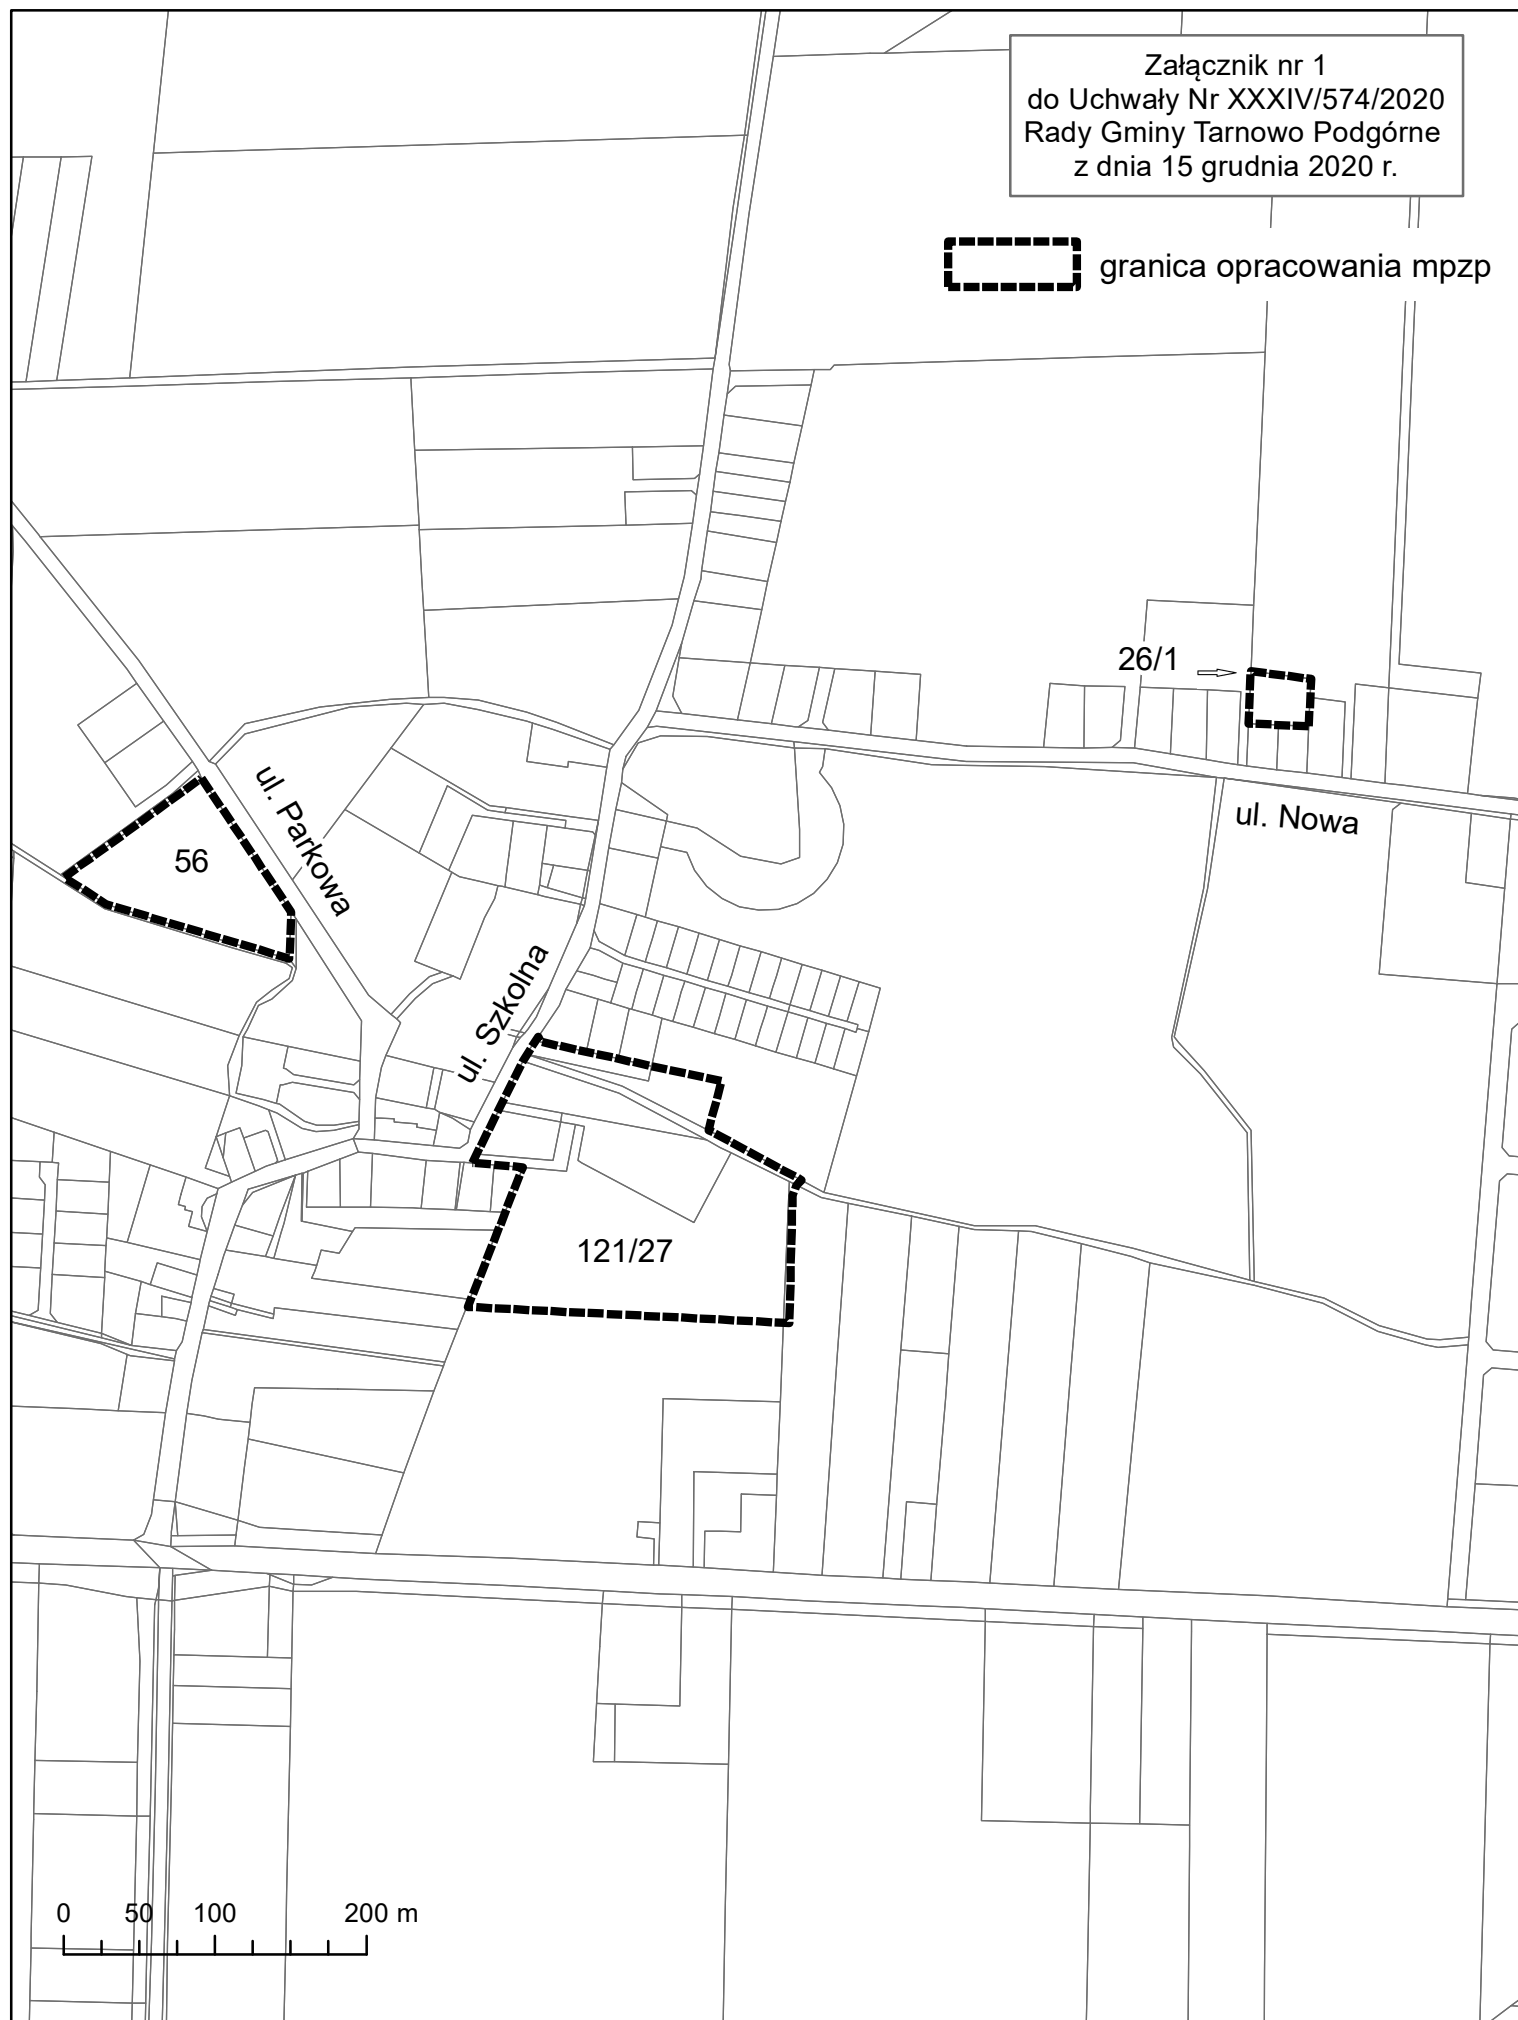 Załącznik nr 1
do Uchwały Nr XXXIV/574/2020
Rady Gminy Tarnowo Podgórne
z dnia 15 grudnia 2020 r.
granica opracowania mpzp
26/1
ul. Nowa
ul. Parkowa
56
ul. Szkolna
121/27
0 50 100 200 m